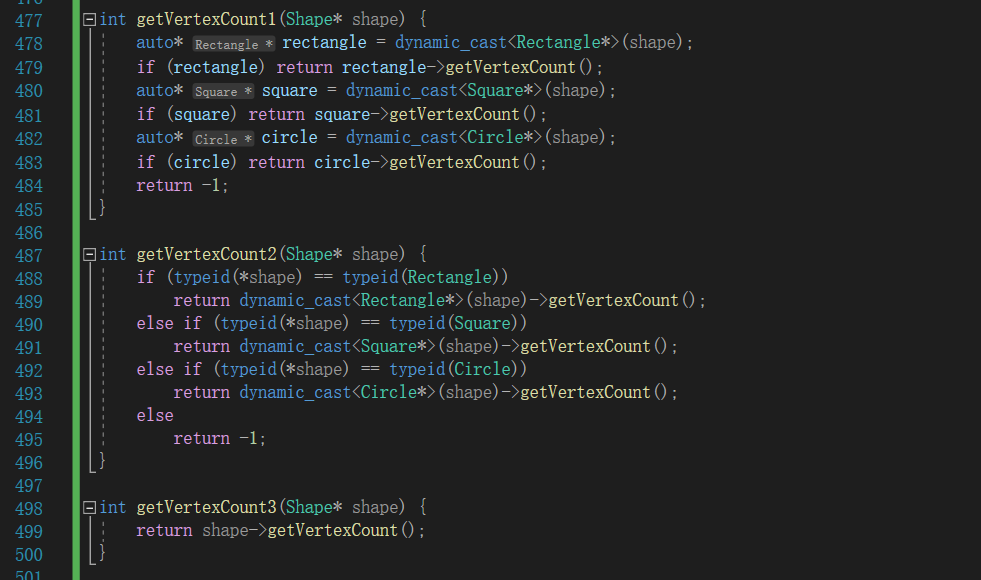 476
477 int getVertexCount1(Shape* shape) {
478 auto* Rectangle * rectangle = dynamic_cast<Rectangle*>(shape);
479 if (rectangle) return rectangle->getVertexCount();
480 auto* Square * square = dynamic_cast<Square*>(shape);
481 if (square) return square->getVertexCount();
482 auto* Circle * circle = dynamic_cast<Circle*>(shape);
483 if (circle) return circle->getVertexCount();
484 return -1;
485 }
486
487 int getVertexCount2(Shape* shape) {
488 if (typeid(*shape) == typeid(Rectangle))
489 return dynamic_cast<Rectangle*>(shape)->getVertexCount();
490 else if (typeid(*shape) == typeid(Square))
491 return dynamic_cast<Square*>(shape)->getVertexCount();
492 else if (typeid(*shape) == typeid(Circle))
493 return dynamic_cast<Circle*>(shape)->getVertexCount();
494 else
495 return -1;
496 }
497
498 int getVertexCount3(Shape* shape) {
499 return shape->getVertexCount();
500 }
501